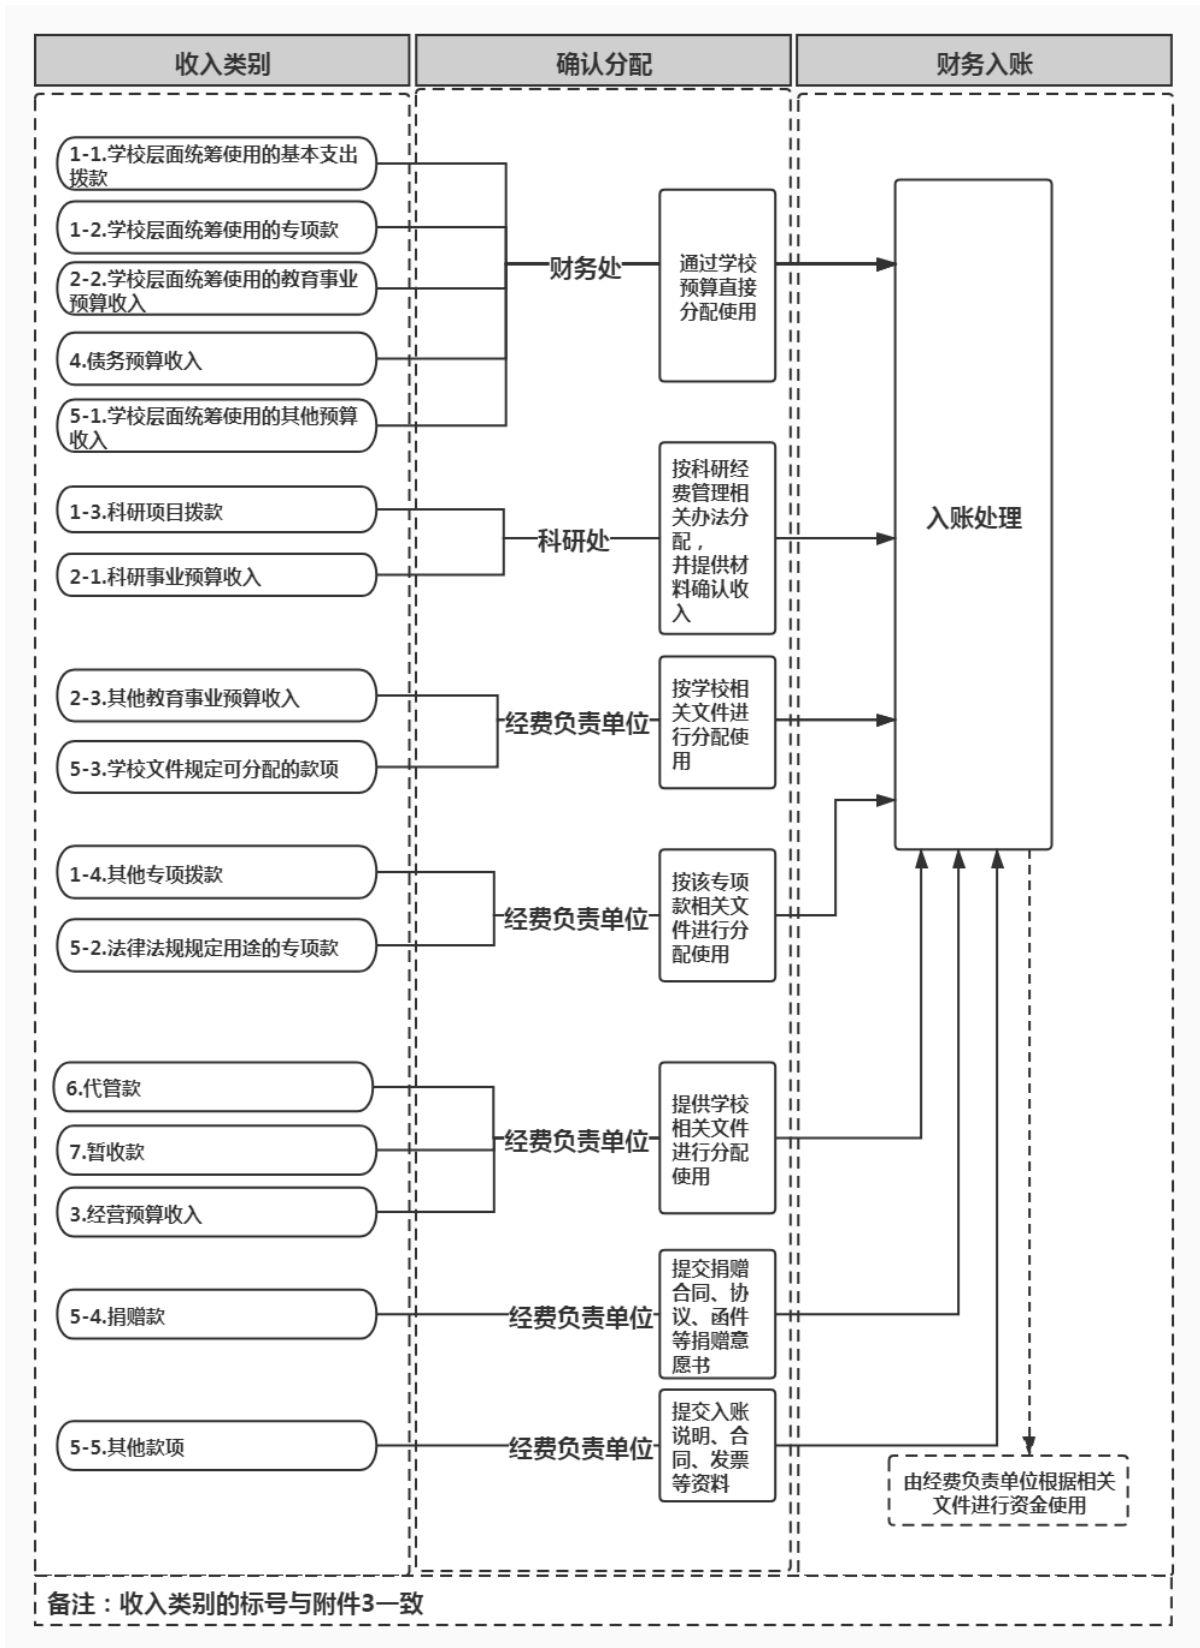 收入类别
确认分配
财务入账
1-1.学校层面统筹使用的基本支出
拨款
1-2.学校层面统筹使用的专项款
2-2.学校层面统筹使用的教育事业
预算收入
4.债务预算收入
5-1.学校层面统筹使用的其他预算
收入
财务处
通过学校
预算直接
分配使用
1-3.科研项目拨款
2-1.科研事业预算收入
科研处
按科研经
费管理相
关办法分
配，
并提供材
料确认收
入
入账处理
2-3.其他教育事业预算收入
5-3.学校文件规定可分配的款项
经费负责单位
按学校相
关文件进
行分配使
用
1-4.其他专项拨款
5-2.法律法规规定用途的专项款
经费负责单位
按该专项
款相关文
件进行分
配使用
6.代管款
7.暂收款
3.经营预算收入
经费负责单位
提供学校
相关文件
进行分配
使用
5-4.捐赠款
经费负责单位
提交捐赠
合同、协
议、函件
等捐赠意
愿书
5-5.其他款项
经费负责单位
提交入账
说明、合
同、发票
等资料
由经费负责单位根据相关
文件进行资金使用
备注：收入类别的标号与附件3一致